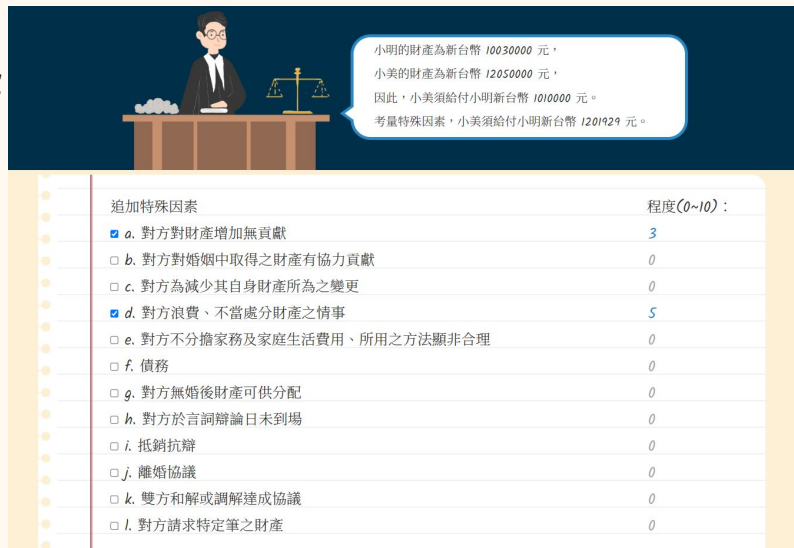 小明的財產為新台幣 10030000 元，
小美的財產為新台幣 12050000 元，
因此，小美須給付小明新台幣 1010000 元。
考量特殊因素，小美須給付小明新台幣 1201929 元。
追加特殊因素 程度(0~10)：
a. 對方對財產增加無貢獻 3
b. 對方對婚姻中取得之財產有協力貢獻 0
c. 對方為減少其自身財產所為之變更 0
d. 對方浪費、不當處分財產之情事 5
e. 對方不分擔家務及家庭生活費用、所用之方法顯非合理 0
f. 債務 0
g. 對方無婚後財產可供分配 0
h. 對方於言詞辯論日未到場 0
i. 抵銷抗辯 0
j. 離婚協議 0
k. 雙方和解或調解達成協議 0
l. 對方請求特定筆之財產 0